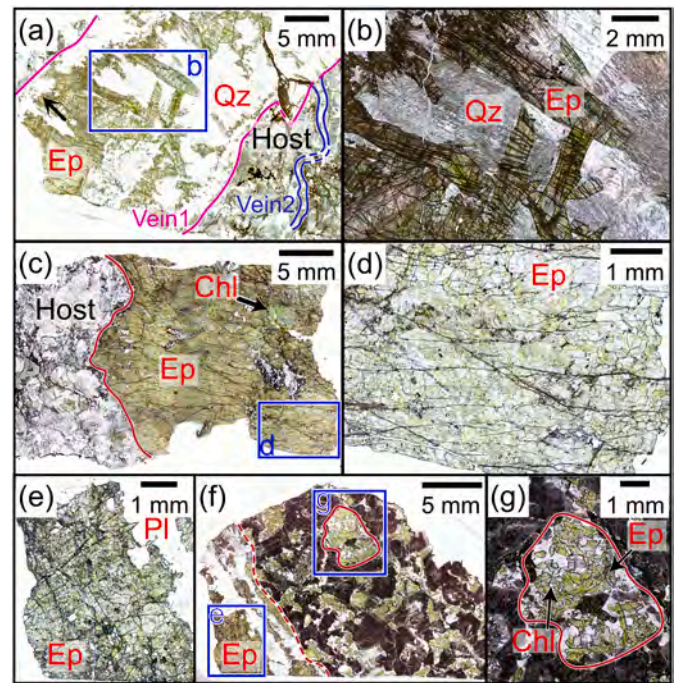 (a)
5 mm
b
Qz
Host
Ep
Vein1
Vein2
(b)
2 mm
Ep
Qz
(c)
5 mm
Chl
Host
Ep
d
(d)
1 mm
Ep
(e)
1 mm
Pl
Ep
(f)
5 mm
g
e
Ep
(g)
1 mm
Ep
Chl